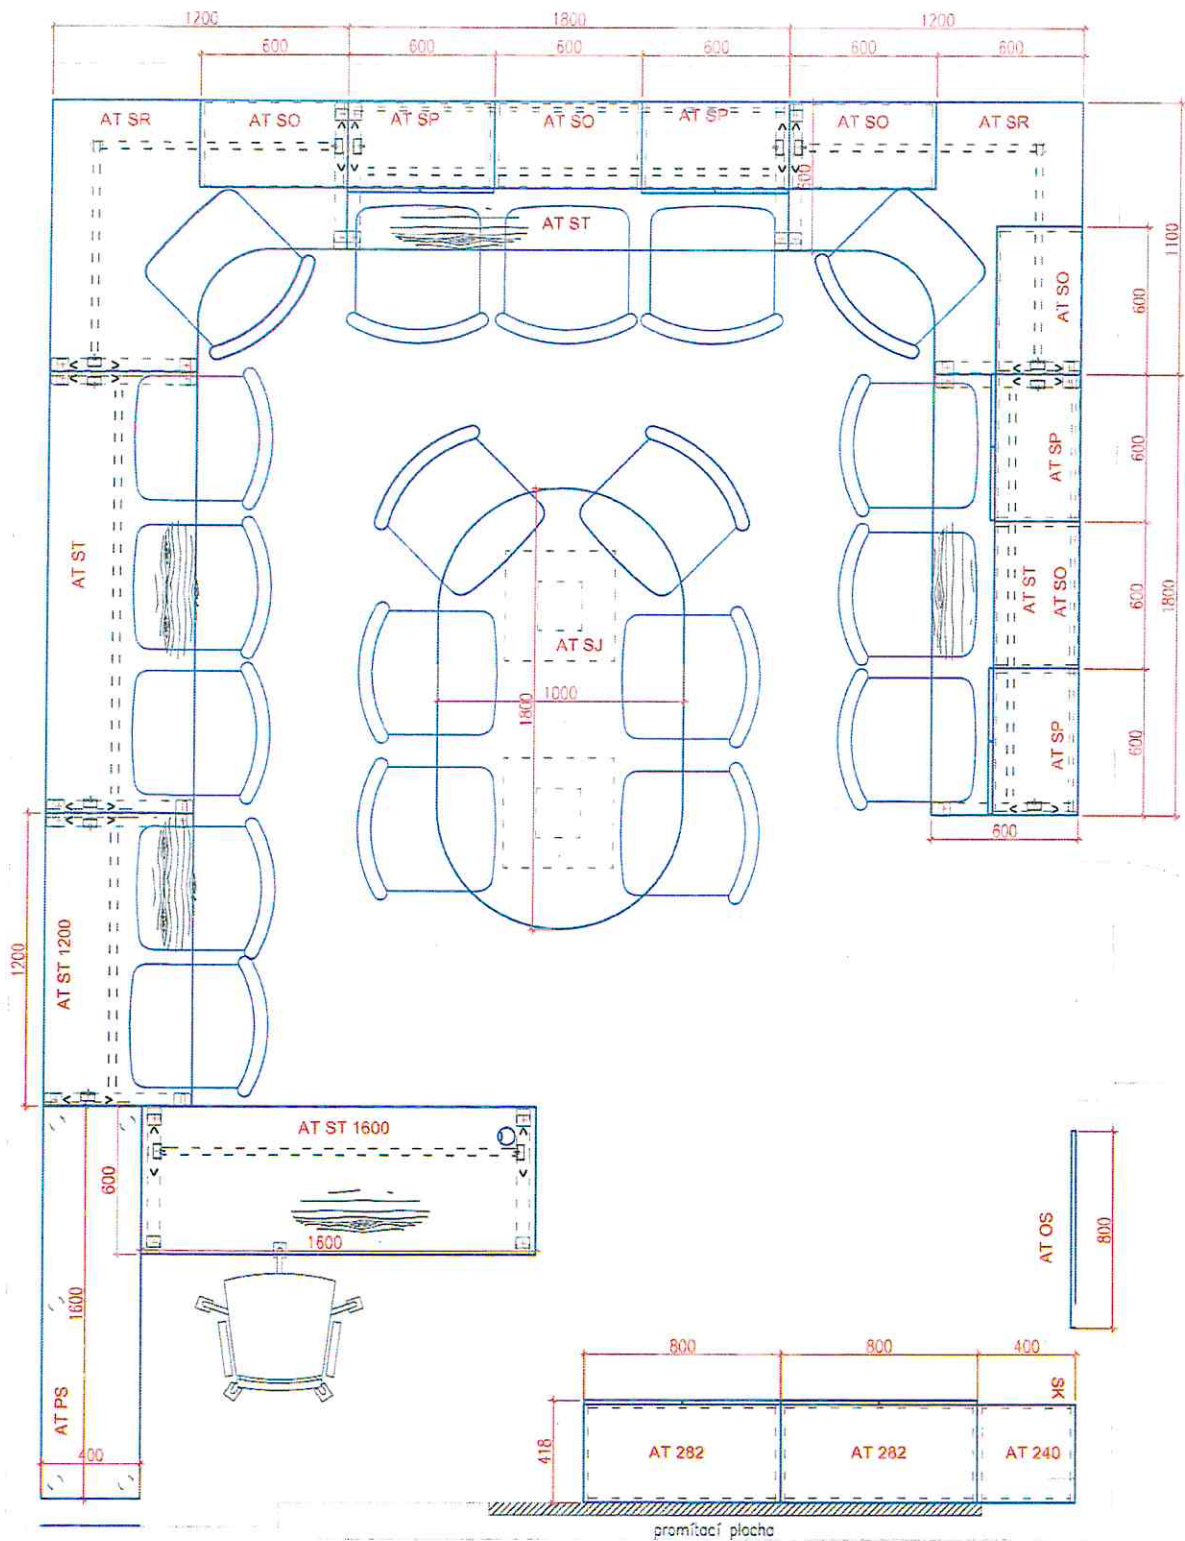 1200 1800 1200
600 600 600 600 600 600
AT SR AT SO AT SP AT SO AT SP AT SO AT SR
600
AT ST
1100
AT SO
600
AT SP
600
AT ST
AT ST
AT SO
600
1800
AT SJ
1000
1800
AT SP
600
600
AT ST 1200
1200
AT ST 1600
600
1600
AT OS
800
1600
AT PS
400
800 800 400
SK
418
AT 282 AT 282 AT 240
promítací plocha